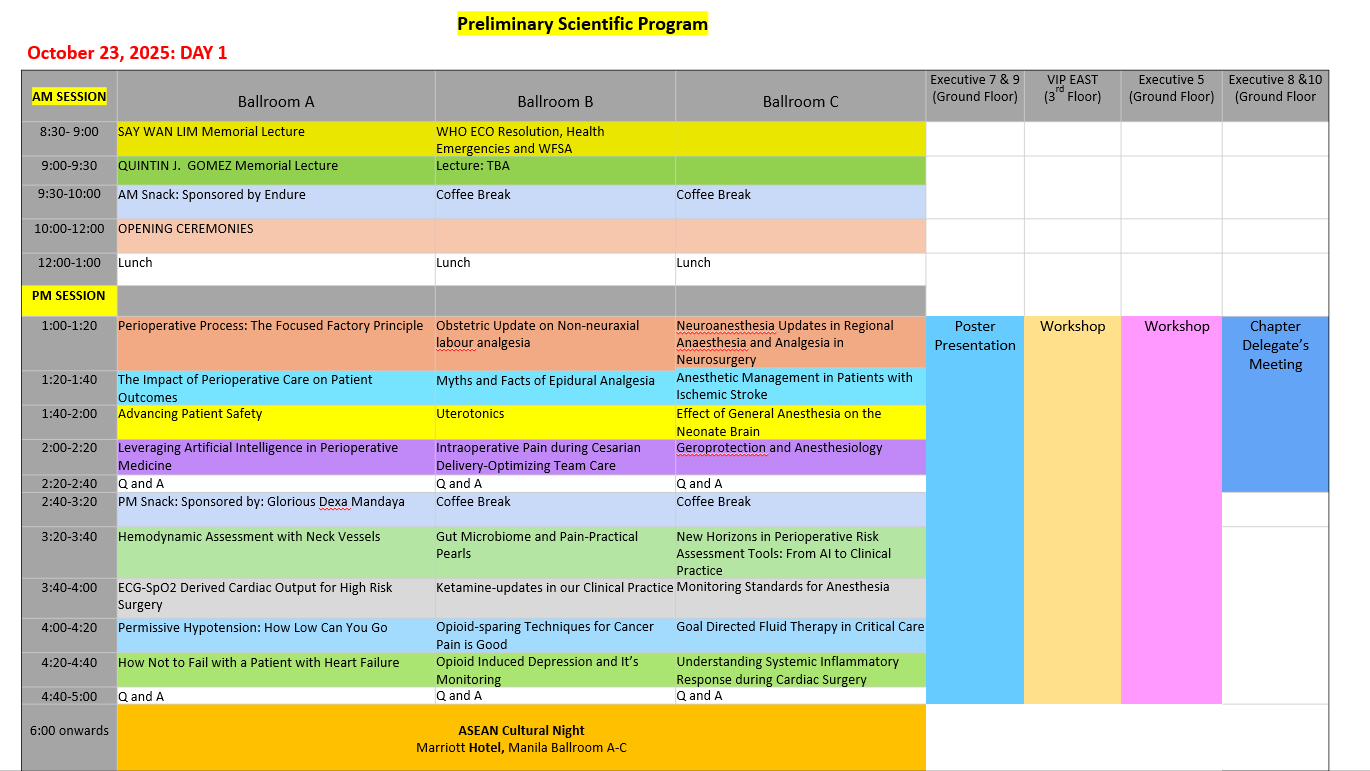 Preliminary Scientific Program
October 23, 2025: DAY 1
AM SESSION
Ballroom A
Ballroom B
Ballroom C
Executive 7 & 9
(Ground Floor)
VIP EAST
(3rd Floor)
Executive 5
(Ground Floor)
Executive 8 &10
(Ground Floor
8:30- 9:00
SAY WAN LIM Memorial Lecture
WHO ECO Resolution, Health
Emergencies and WFSA
9:00-9:30
QUINTIN J.  GOMEZ Memorial Lecture
Lecture: TBA
9:30-10:00
AM Snack: Sponsored by Endure
Coffee Break
Coffee Break
10:00-12:00
OPENING CEREMONIES
12:00-1:00
Lunch
Lunch
Lunch
PM SESSION
1:00-1:20
Perioperative Process: The Focused Factory Principle
Obstetric Update on Non-neuraxial
labour analgesia
Neuroanesthesia Updates in Regional
Anaesthesia and Analgesia in
Neurosurgery
Poster
Presentation
Workshop
Workshop
Chapter
Delegate's
Meeting
1:20-1:40
The Impact of Perioperative Care on Patient
Outcomes
Myths and Facts of Epidural Analgesia
Anesthetic Management in Patients with
Ischemic Stroke
1:40-2:00
Advancing Patient Safety
Uterotonics
Effect of General Anesthesia on the
Neonate Brain
2:00-2:20
Leveraging Artificial Intelligence in Perioperative
Medicine
Intraoperative Pain during Cesarian
Delivery-Optimizing Team Care
Geroprotection and Anesthesiology
2:20-2:40
Q and A
Q and A
Q and A
2:40-3:20
PM Snack: Sponsored by: Glorious Dexa Mandaya
Coffee Break
Coffee Break
3:20-3:40
Hemodynamic Assessment with Neck Vessels
Gut Microbiome and Pain-Practical
Pearls
New Horizons in Perioperative Risk
Assessment Tools: From AI to Clinical
Practice
3:40-4:00
ECG-SpO2 Derived Cardiac Output for High Risk
Surgery
Ketamine-updates in our Clinical Practice
Monitoring Standards for Anesthesia
4:00-4:20
Permissive Hypotension: How Low Can You Go
Opioid-sparing Techniques for Cancer
Pain is Good
Goal Directed Fluid Therapy in Critical Care
4:20-4:40
How Not to Fail with a Patient with Heart Failure
Opioid Induced Depression and It's
Monitoring
Understanding Systemic Inflammatory
Response during Cardiac Surgery
4:40-5:00
Q and A
Q and A
Q and A
6:00 onwards
ASEAN Cultural Night
Marriott Hotel, Manila Ballroom A-C